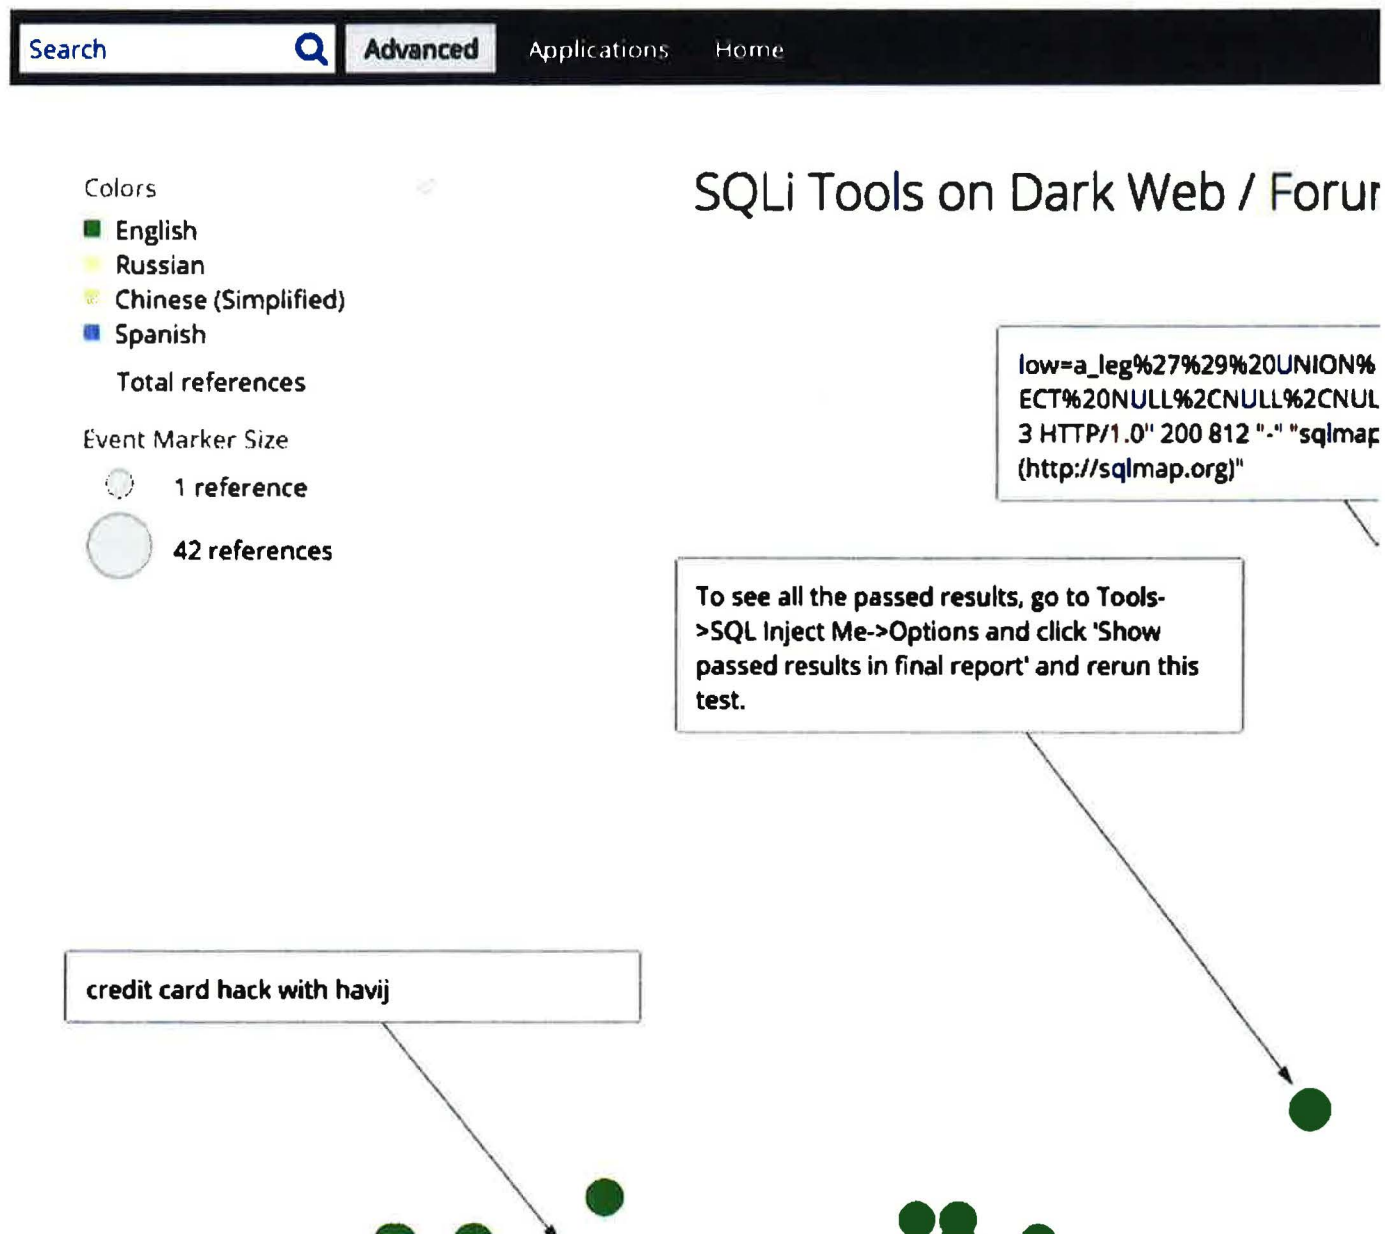 Search Advanced Applications Home
SQLi Tools on Dark Web /
Colors
English
Russian
Chinese (Simplified)
Spanish
Total references
Event Marker Size
1 reference
42 references
low=a_leg%27%29%20UNION%
ECT%20NULL%2CNULL%2CNUL
3 HTTP/1.0" 200 812 "-" "sqlmap
(http://sqlmap.org)"
To see all the passed results, go to Tools-
>SQL Inject Me->Options and click 'Show
passed results in final report' and rerun this
test.
credit card hack with havij